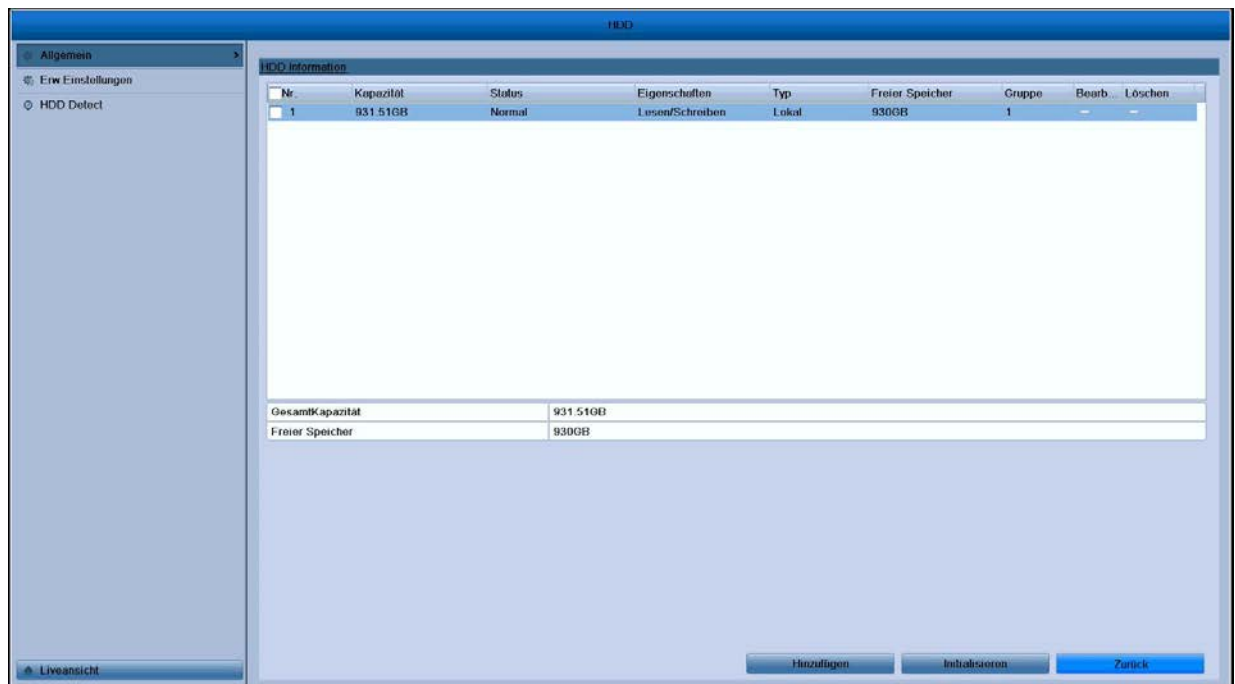 HDD
Allgemein
Erw Einstellungen
HDD Detect
HDD Information
Nr. Kapazität Status Eigenschaften Typ Freier Speicher Gruppe Bearb... Löschen
1 931.51GB Normal Lesen/Schreiben Lokal 930GB 1 – –
GesamtKapazität 931.51GB
Freier Speicher 930GB
Liveansicht
Hinzufügen Initialisieren Zurück